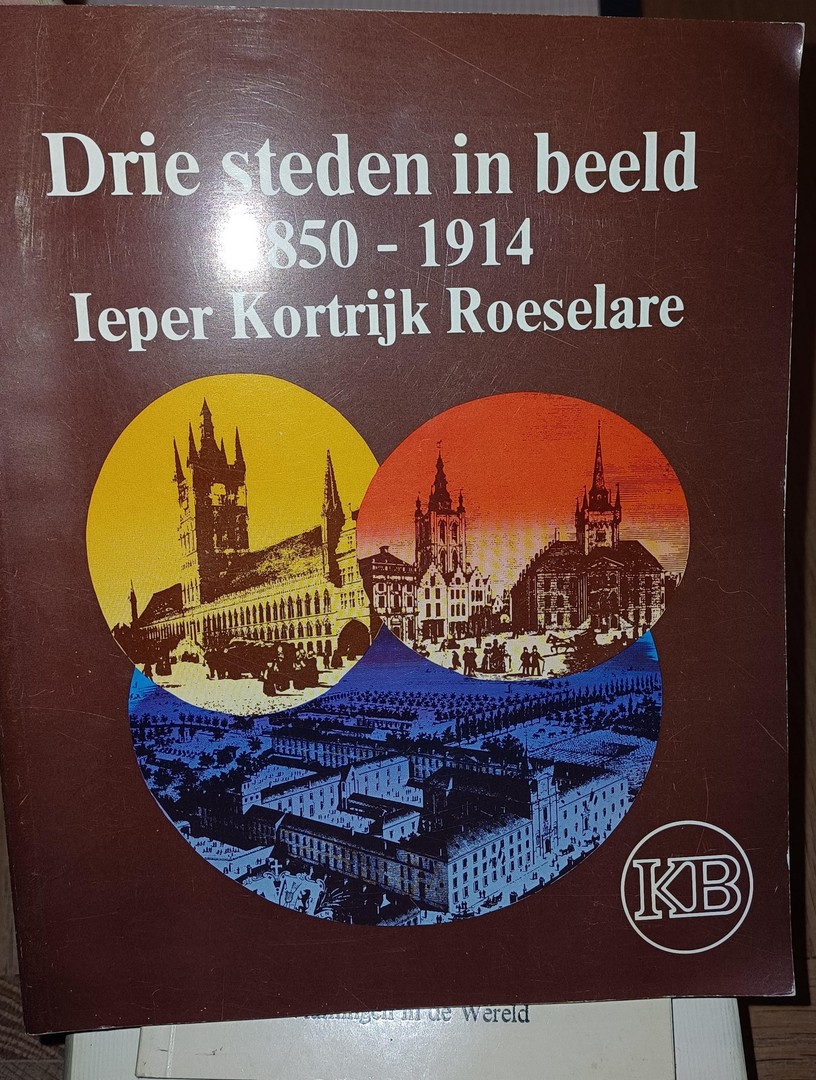 Drie steden in beeld
850 - 1914
Ieper Kortrijk Roeselare
KB
in de Wereld